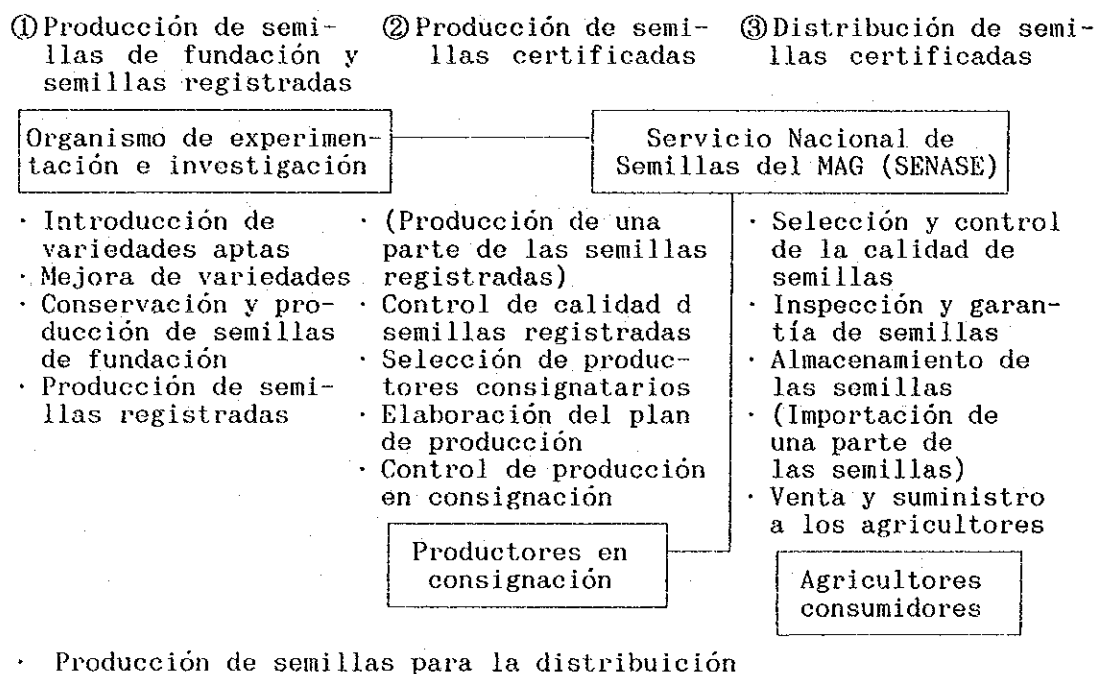 ①Producción de semi-
llas de fundación y
semillas registradas
②Producción de semi-
llas certificadas
③Distribución de semi-
llas certificadas
Organismo de experimen-
tación e investigación
Servicio Nacional de
Semillas del MAG (SENASE)
· Introducción de
variedades aptas
· Mejora de variedades
· Conservación y pro-
ducción de semillas
de fundación
· Producción de semi-
llas registradas
· (Producción de una
parte de las semillas
registradas)
· Control de calidad d
semillas registradas
· Selección de produc-
tores consignatarios
· Elaboración del plan
de producción
· Control de producción
en consignación
Productores en
consignación
· Selección y control
de la calidad de
semillas
· Inspección y garan-
tía de semillas
· Almacenamiento de
las semillas
· (Importación de
una parte de
las semillas)
· Venta y suministro
a los agricultores
Agricultores
consumidores
· Producción de semillas para la distribuición